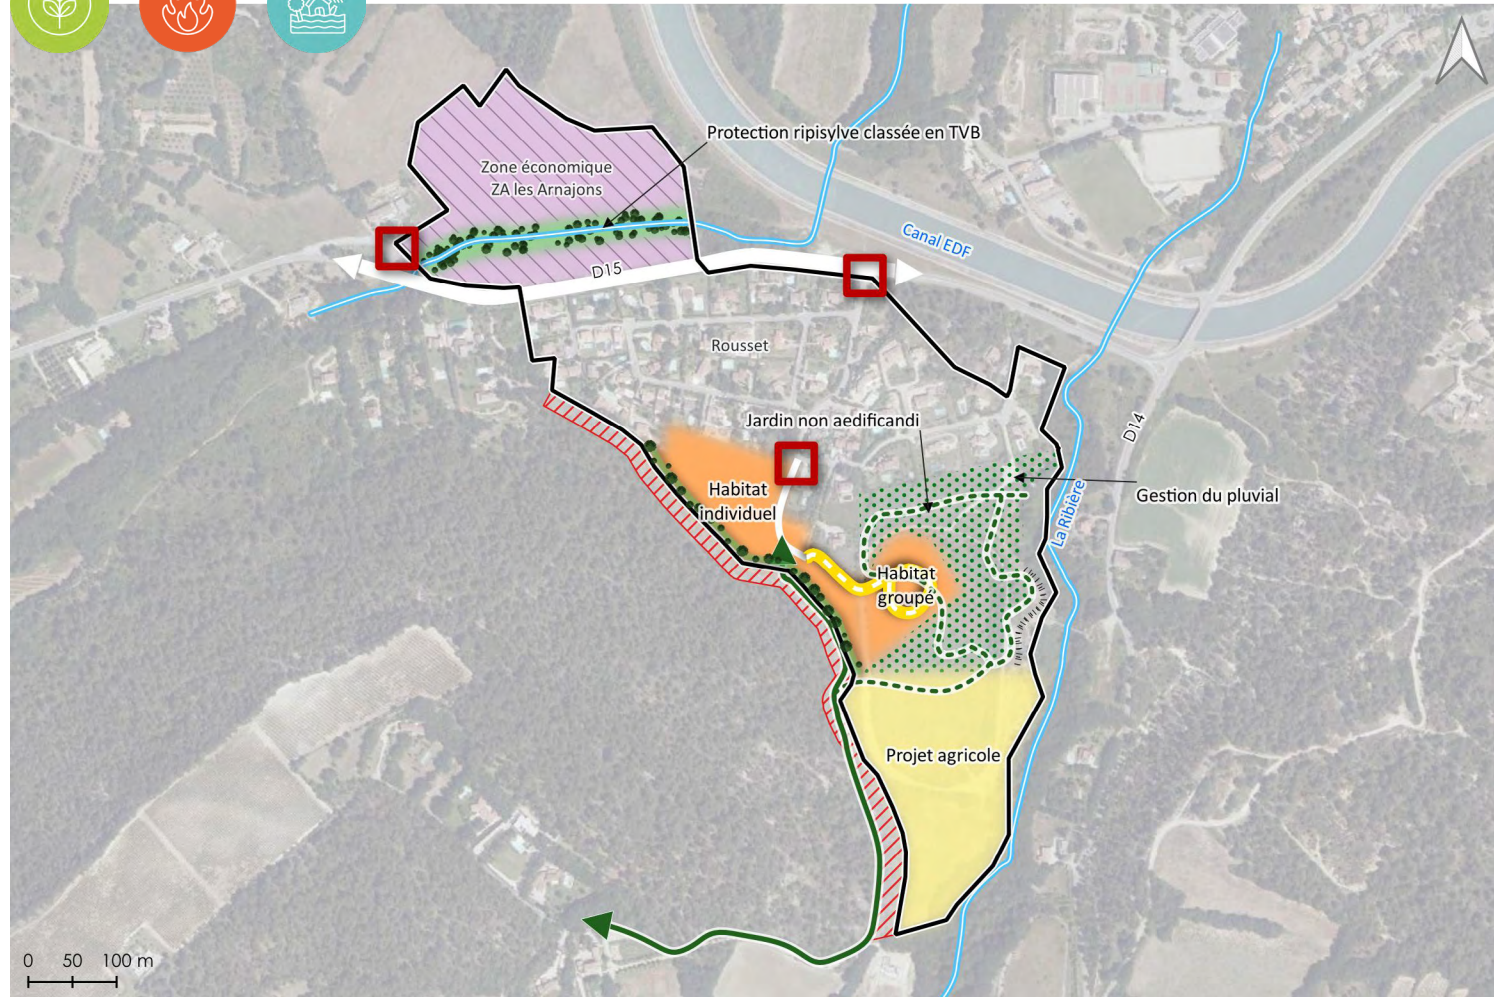 Protection ripisylve classée en TVB
Zone économique
ZA les Arnajons
Canal EDF
D15
Rousset
Jardin non aedificandi
D14
Habitat
individuel
Gestion du pluvial
La Ribière
Habitat
groupé
Projet agricole
0 50 100 m